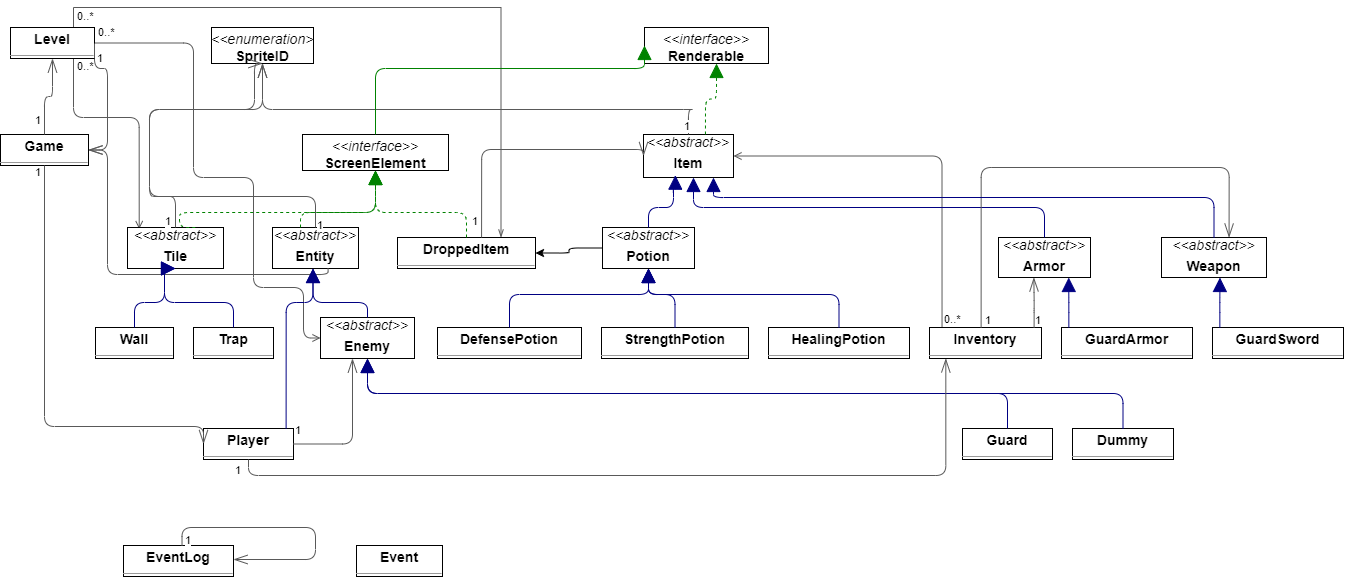 0..*
Level
0..*
0..*
1
<<enumeration>
SpriteID
<<interface>>
Renderable
1
Game
1
<<interface>>
ScreenElement
1
<<abstract>>
Item
1
<<abstract>>
Tile
1
<<abstract>>
Entity
1
DroppedItem
<<abstract>>
Potion
<<abstract>>
Armor
<<abstract>>
Weapon
Wall
Trap
<<abstract>>
Enemy
DefensePotion
StrengthPotion
HealingPotion
0..*
1
1
Inventory
GuardArmor
GuardSword
Player
1
1
Guard
Dummy
1
EventLog
Event